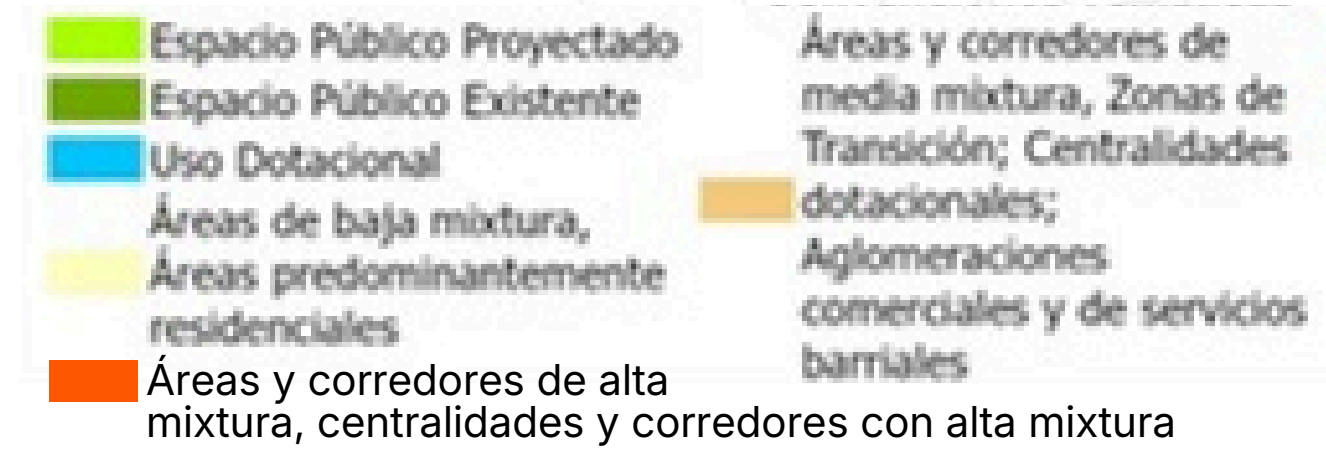 Espacio Público Proyectado
Espacio Público Existente
Uso Dotacional
Áreas de baja mixtura,
Áreas predominantemente
residenciales
Áreas y corredores de alta
mixtura, centralidades y corredores con alta mixtura
Áreas y corredores de
media mixtura, Zonas de
Transición; Centralidades
dotacionales;
Aglomeraciones
comerciales y de servicios
barriales